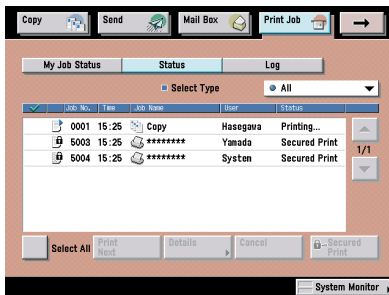 Copy Send Mail Box Print Job
My Job Status Status Log
Select Type All
Job No. Time Job Name User Status
0001 15:25 Copy Hasegawa Printing...
5003 15:25 ******** Yamada Secured Print
5004 15:25 ******** System Secured Print
1/1
Select All Print Next Details Cancel Secured Print
System Monitor